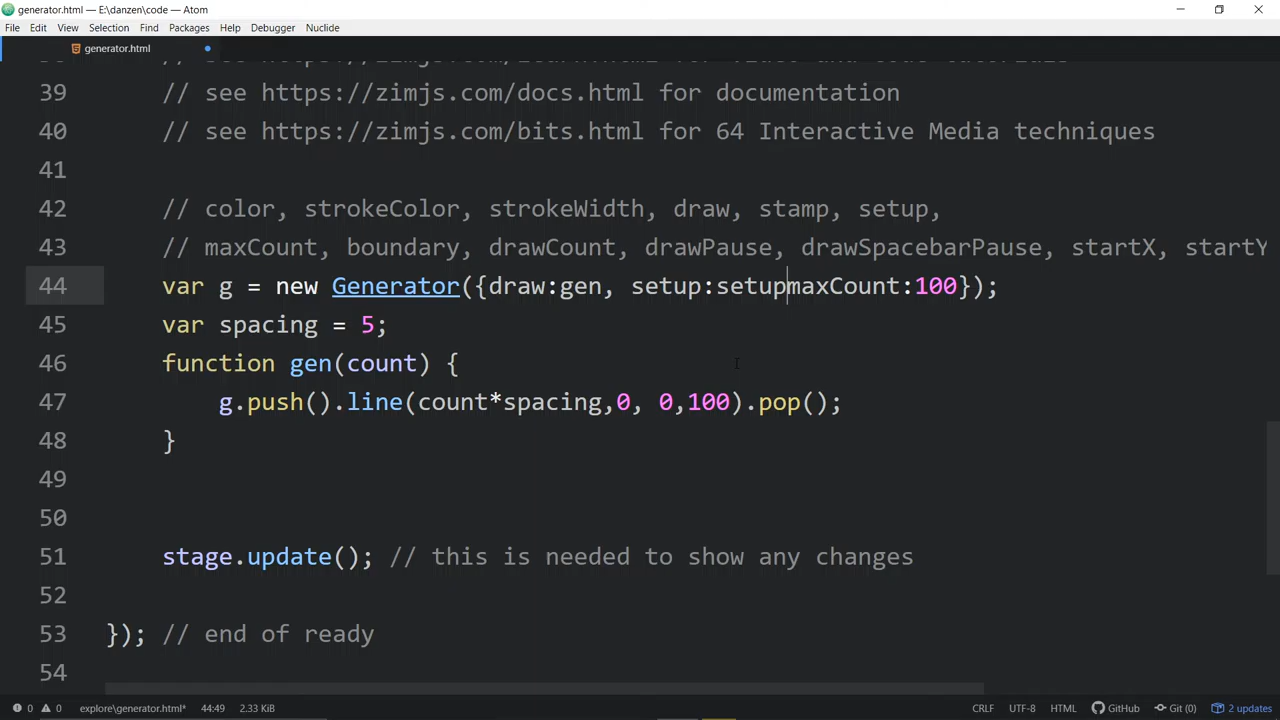 generator.html — E:\danzen\code — Atom
File Edit View Selection Find Packages Help Debugger Nuclide
generator.html
39 // see https://zimjs.com/docs.html for documentation
40 // see https://zimjs.com/bits.html for 64 Interactive Media techniques
41
42 // color, strokeColor, strokeWidth, draw, stamp, setup,
43 // maxCount, boundary, drawCount, drawPause, drawSpacebarPause, startX, startY
44 var g = new Generator({draw:gen, setup:setupmaxCount:100});
45 var spacing = 5;
46 function gen(count) {
47 g.push().line(count*spacing,0, 0,100).pop();
48 }
49
50
51 stage.update(); // this is needed to show any changes
52
53 }); // end of ready
54
0 0 explore\generator.html* 44:49 2.33 KiB CRLF UTF-8 HTML GitHub Git (0) 2 updates